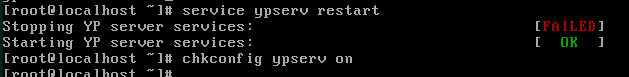 [root@localhost ~]# service ypserv restart
Stopping YP server services: [FAILED]
Starting YP server services: [ OK ]
[root@localhost ~]# chkconfig ypserv on
[root@localhost ~]#